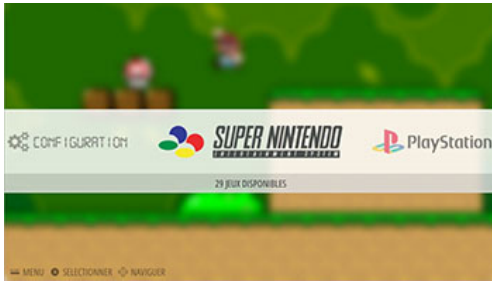 CONFIGURATION
SUPER NINTENDO
ENTERTAINMENT SYSTEM
PlayStation
29 JEUX DISPONIBLES
MENU SELECTIONNER NAVIGUER